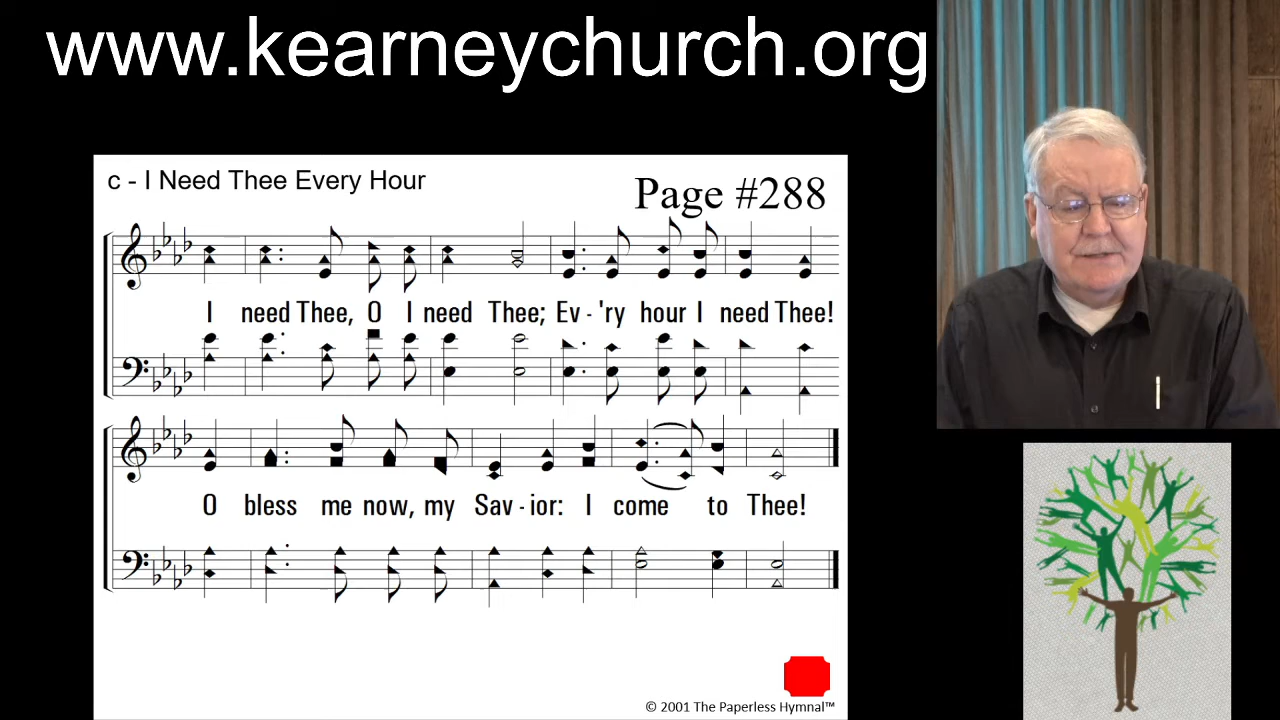 www.kearneychurch.org
c - I Need Thee Every Hour
Page #288
I need Thee, O I need Thee; Ev - 'ry hour I need Thee!
O bless me now, my Sav - ior: I come to Thee!
© 2001 The Paperless Hymnal™